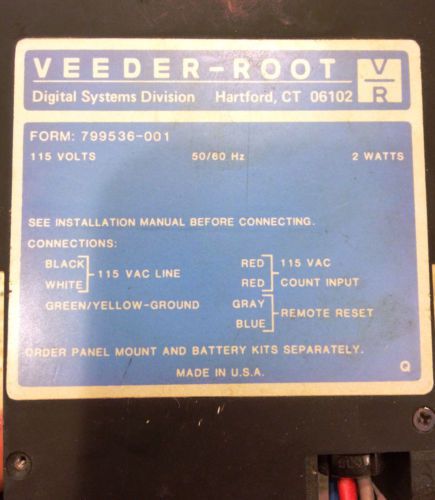 VEEDER-ROOT V
Digital Systems Division Hartford, CT 06102 R
FORM: 799536-001
115 VOLTS 50/60 Hz 2 WATTS
SEE INSTALLATION MANUAL BEFORE CONNECTING.
CONNECTIONS:
BLACK RED 115 VAC
115 VAC LINE
WHITE RED COUNT INPUT
GREEN/YELLOW-GROUND GRAY
REMOTE RESET
BLUE
ORDER PANEL MOUNT AND BATTERY KITS SEPARATELY.
MADE IN U.S.A. Q